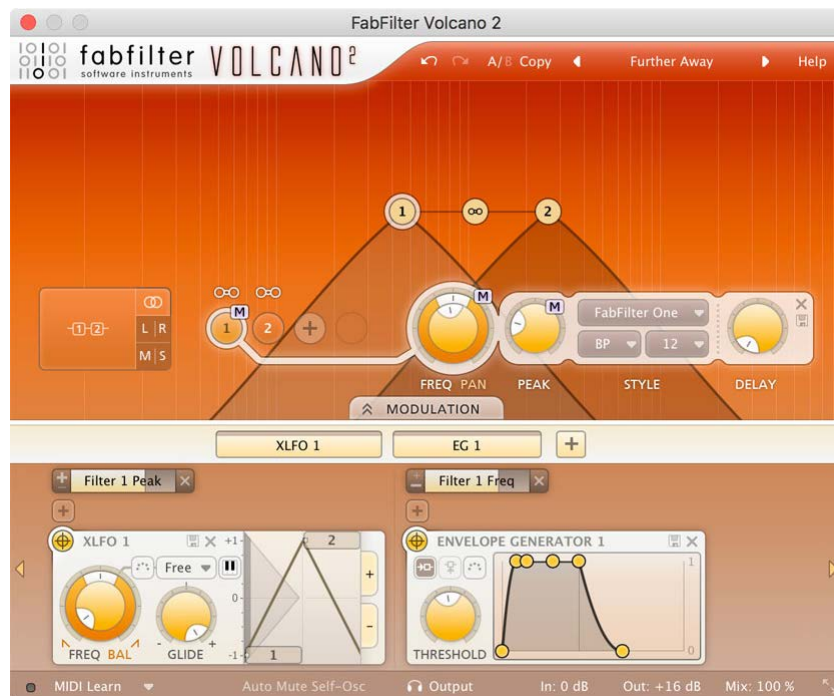 FabFilter Volcano 2
fabfilter
software instruments
VOLCANO²
A/B Copy
Further Away
Help
1
2
M
1
2
+
L R
M S
1 2
M
M
FabFilter One
BP
12
FREQ PAN
PEAK
STYLE
DELAY
MODULATION
XLFO 1
EG 1
+
Filter 1 Peak
Filter 1 Freq
+
+
XLFO 1
Free
+1
0
-1
2
1
+
-
FREQ BAL
- GLIDE +
ENVELOPE GENERATOR 1
1
0
THRESHOLD
MIDI Learn
Auto Mute Self-Osc
Output
In: 0 dB
Out: +16 dB
Mix: 100 %